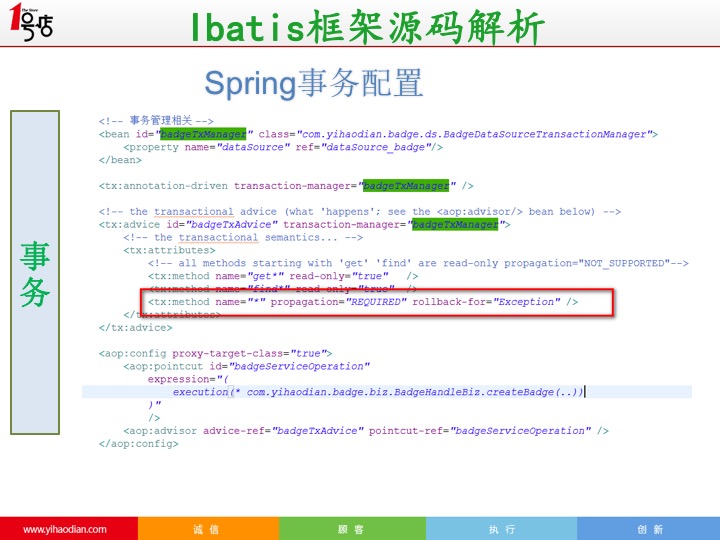 1号店
The Store
Ibatis框架源码解析
Spring事务配置
事务
<!-- 事务管理相关 -->
<bean id="badgeTxManager" class="com.yihaodian.badge.ds.BadgeDataSourceTransactionManager">
<property name="dataSource" ref="dataSource_badge"/>
</bean>
<tx:annotation-driven transaction-manager="badgeTxManager" />
<!-- the transactional advice (what 'happens'; see the <aop:advisor/> bean below) -->
<tx:advice id="badgeTxAdvice" transaction-manager="badgeTxManager">
<!-- the transactional semantics... -->
<tx:attributes>
<!-- all methods starting with 'get' 'find' are read-only propagation="NOT_SUPPORTED"-->
<tx:method name="get*" read-only="true" />
<tx:method name="find*" read-only="true" />
<tx:method name="*" propagation="REQUIRED" rollback-for="Exception" />
</tx:attributes>
</tx:advice>
<aop:config proxy-target-class="true">
<aop:pointcut id="badgeServiceOperation"
expression="(
execution(* com.yihaodian.badge.biz.BadgeHandleBiz.createBadge(..))
)"
/>
<aop:advisor advice-ref="badgeTxAdvice" pointcut-ref="badgeServiceOperation" />
</aop:config>
www.yihaodian.com 诚 信 顾 客 执 行 创 新